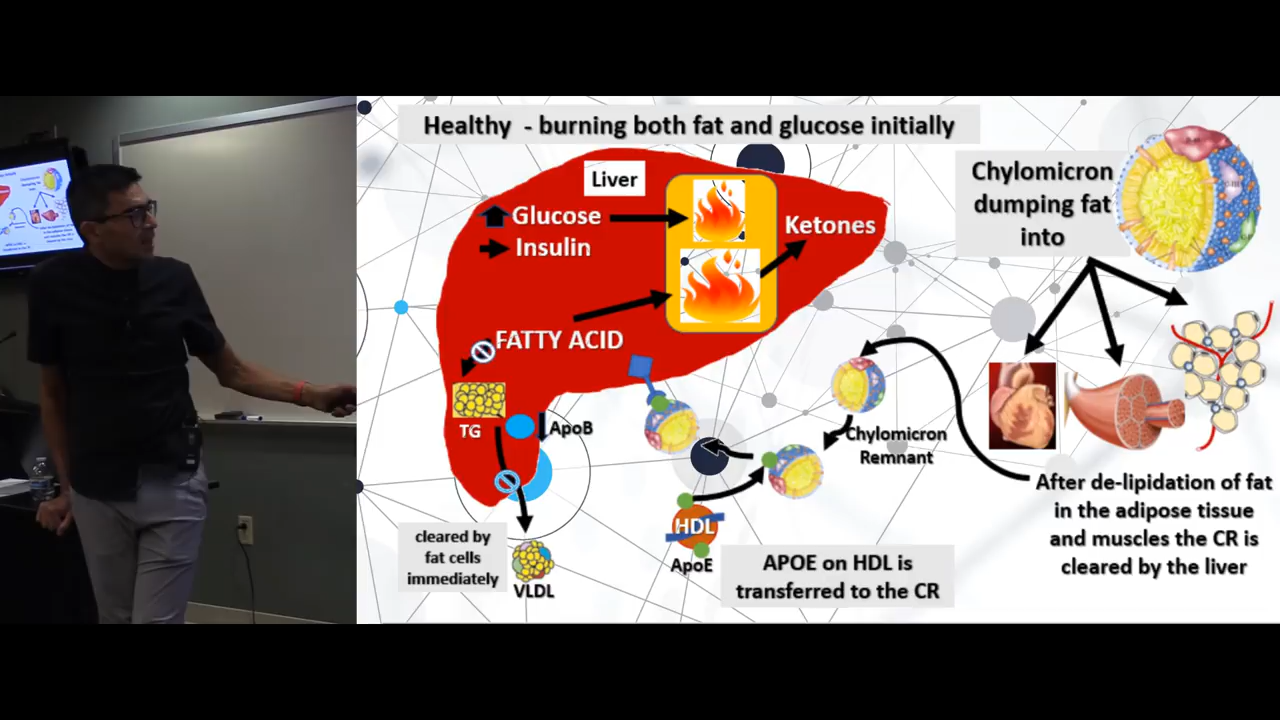 Healthy - burning both fat and glucose initially
Liver
Glucose
Insulin
Ketones
FATTY ACID
TG
ApoB
cleared by
fat cells
immediately
VLDL
HDL
ApoE
APOE on HDL is
transferred to the CR
Chylomicron
Remnant
Chylomicron
dumping fat
into
After de-lipidation of fat
in the adipose tissue
and muscles the CR is
cleared by the liver